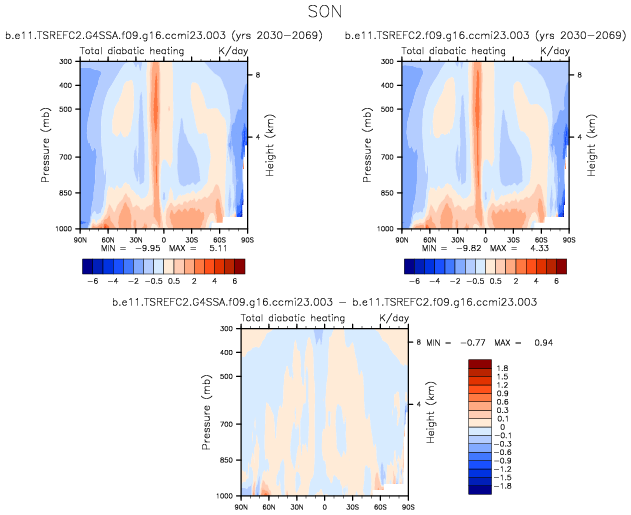 SON
b.e11.TSREFC2.G4SSA.f09.g16.ccmi23.003 (yrs 2030−2069)
Total diabatic heating K/day
Pressure (mb)
300
400
500
700
850
1000
8
4
Height (km)
90N 60N 30N 0 30S 60S 90S
MIN = −9.95 MAX = 5.11
−6 −4 −2 −1 −0.5 0.5 1 2 4 6
b.e11.TSREFC2.f09.g16.ccmi23.003 (yrs 2030−2069)
Total diabatic heating K/day
Pressure (mb)
300
400
500
700
850
1000
8
4
Height (km)
90N 60N 30N 0 30S 60S 90S
MIN = −9.82 MAX = 4.33
−6 −4 −2 −1 −0.5 0.5 1 2 4 6
b.e11.TSREFC2.G4SSA.f09.g16.ccmi23.003 − b.e11.TSREFC2.f09.g16.ccmi23.003
Total diabatic heating K/day
Pressure (mb)
300
400
500
700
850
1000
8
4
Height (km)
90N 60N 30N 0 30S 60S 90S
MIN = −0.77 MAX = 0.94
1.8
1.5
1.2
0.9
0.6
0.3
0.1
0
−0.1
−0.3
−0.6
−0.9
−1.2
−1.5
−1.8